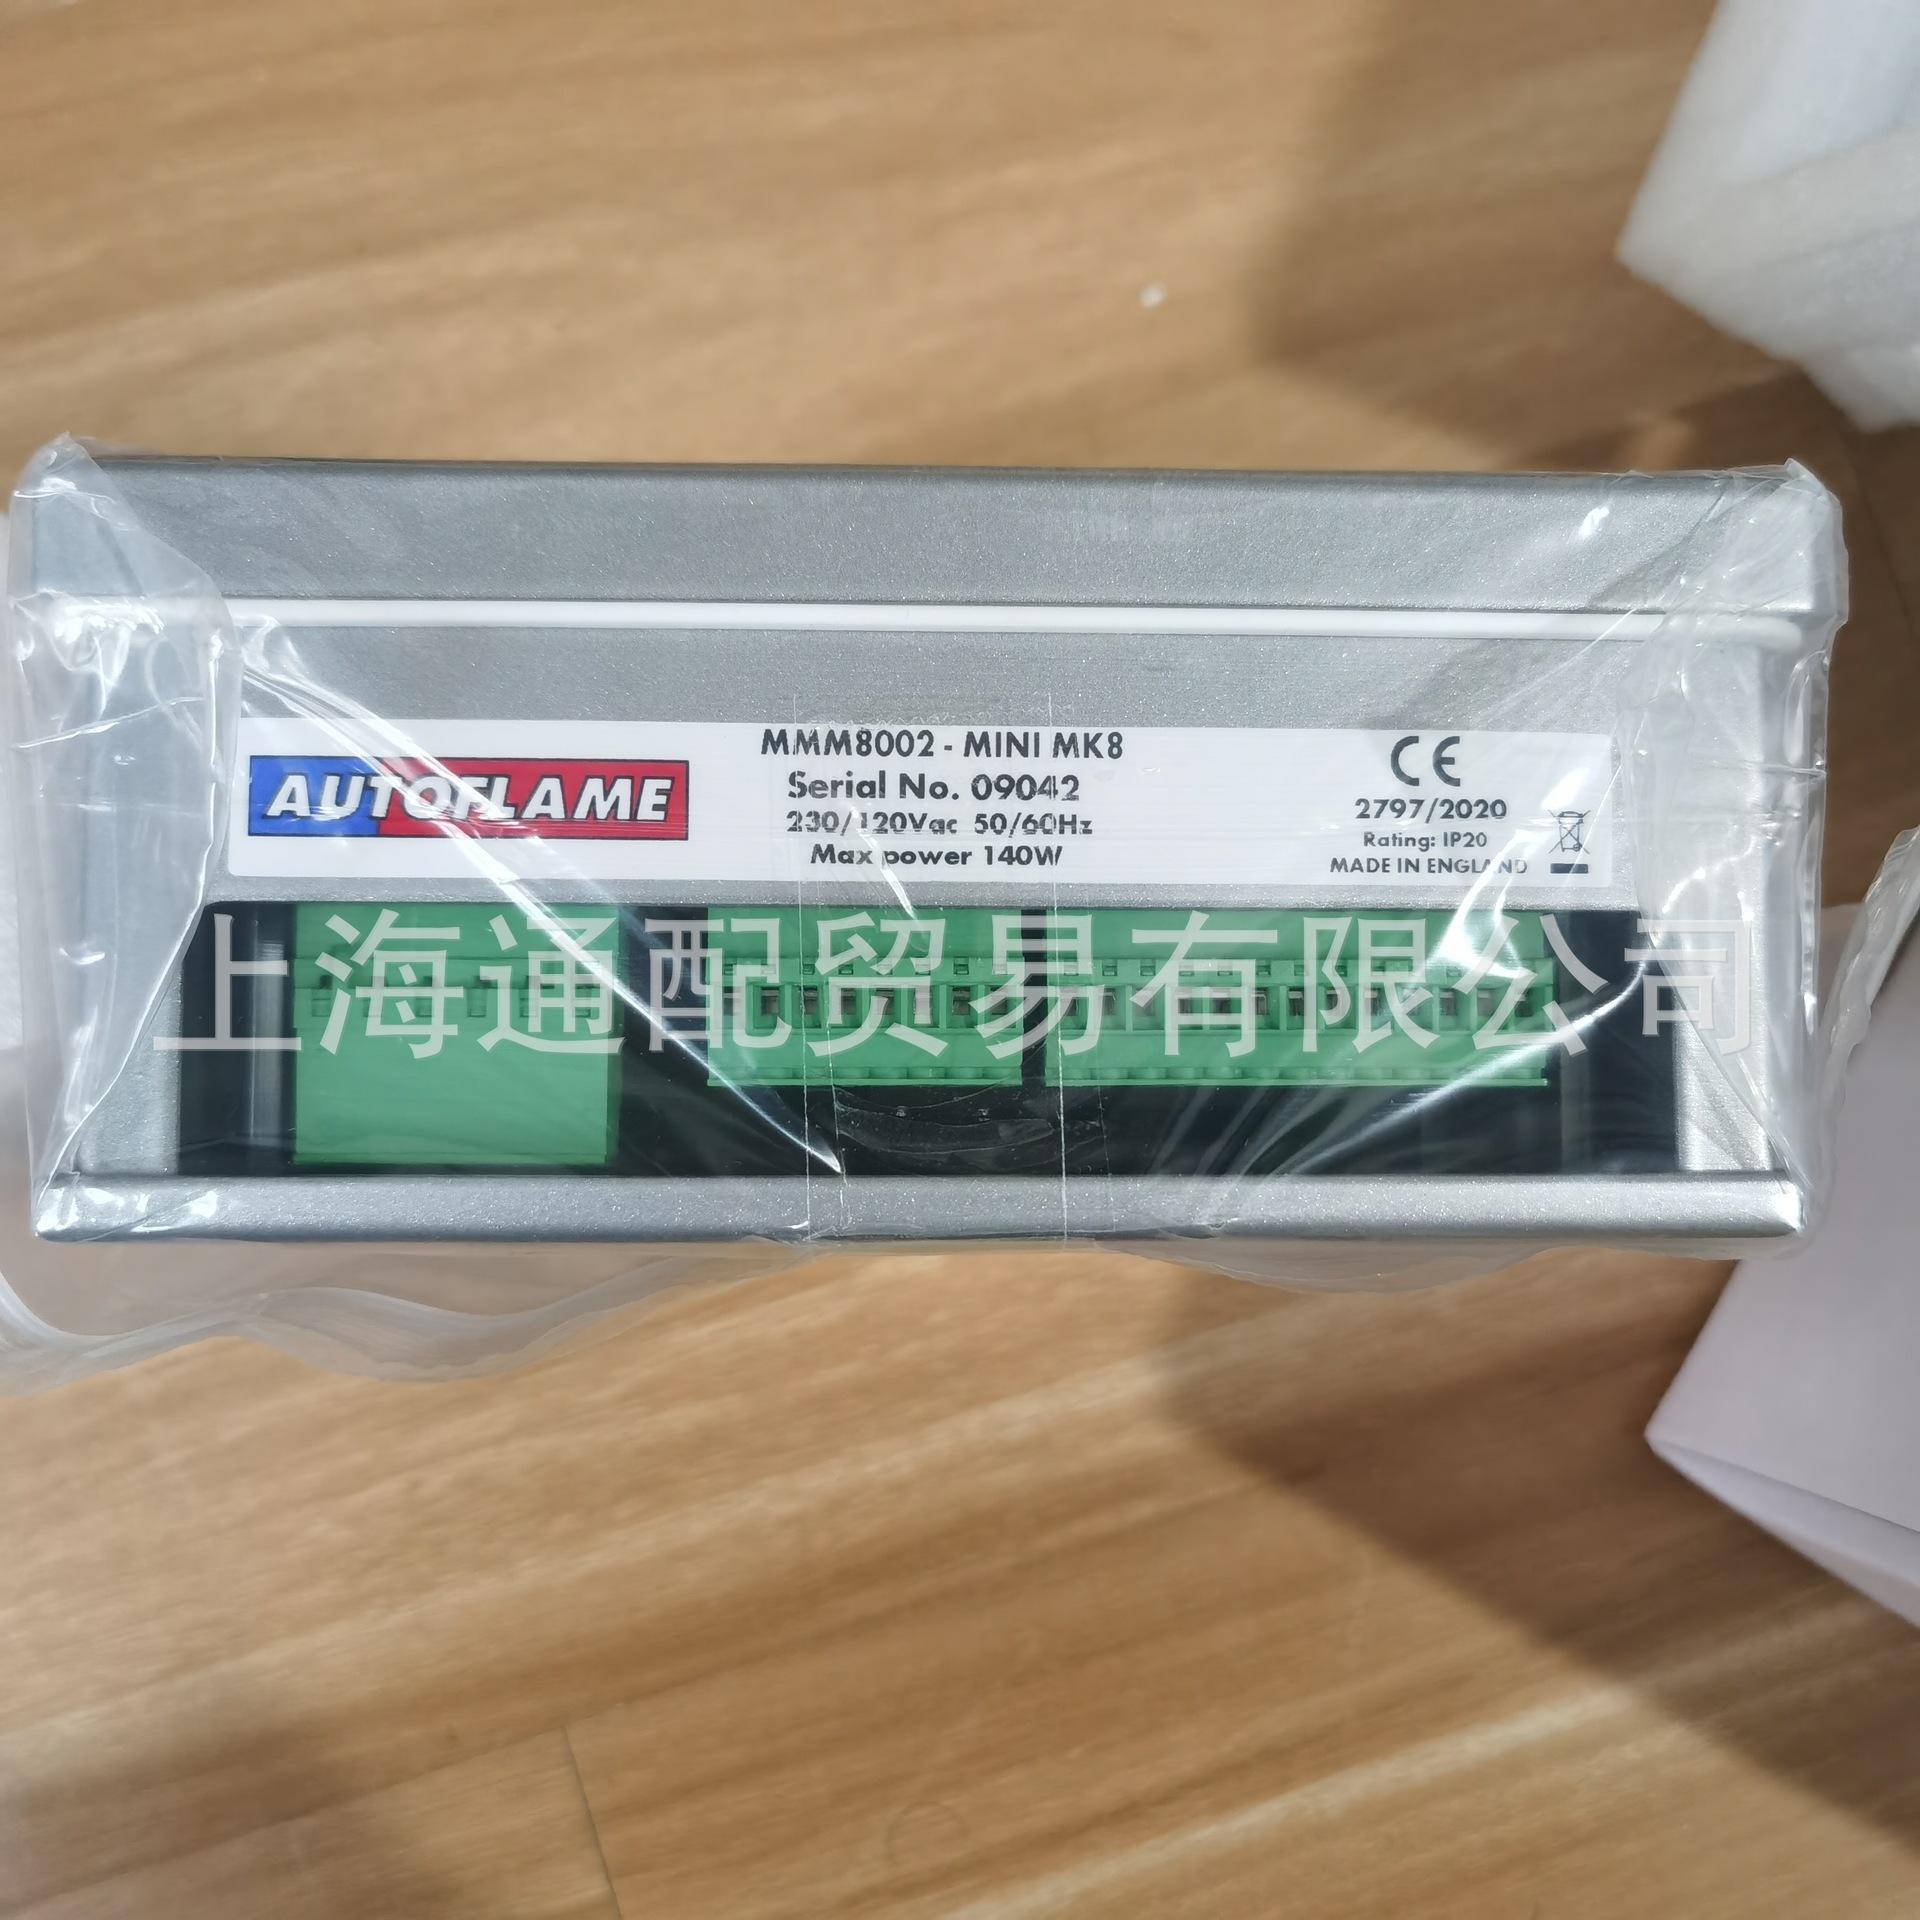 AUTOFLAME
MMM8002 - MINI MK8
Serial No. 09042
230/120Vac 50/60Hz
Max power 140W
CE
2797/2020
Rating: IP20
MADE IN ENGLAND
上海通配贸易有限公司